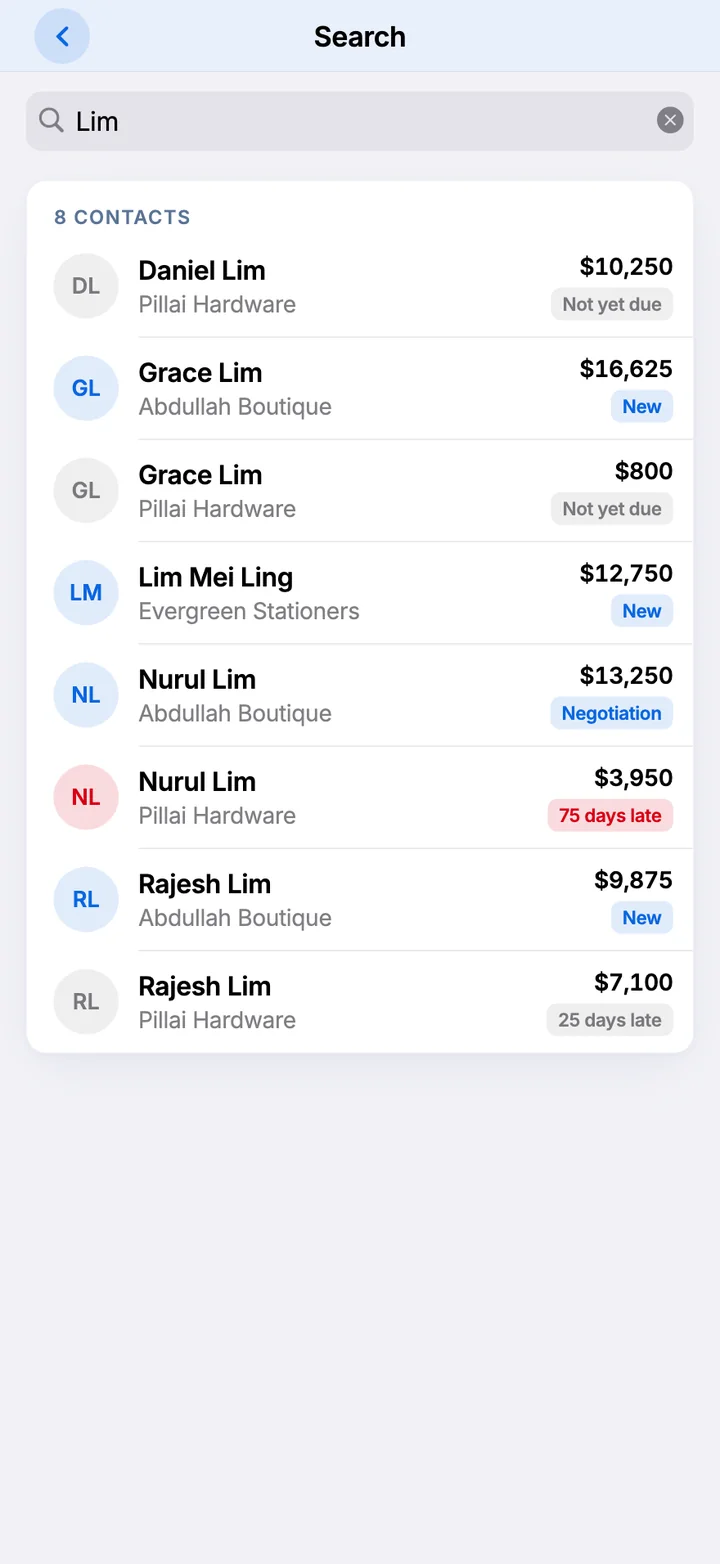 Search
Lim
8 CONTACTS
DL
Daniel Lim
$10,250
Pillai Hardware
Not yet due
GL
Grace Lim
$16,625
Abdullah Boutique
New
GL
Grace Lim
$800
Pillai Hardware
Not yet due
LM
Lim Mei Ling
$12,750
Evergreen Stationers
New
NL
Nurul Lim
$13,250
Abdullah Boutique
Negotiation
NL
Nurul Lim
$3,950
Pillai Hardware
75 days late
RL
Rajesh Lim
$9,875
Abdullah Boutique
New
RL
Rajesh Lim
$7,100
Pillai Hardware
25 days late